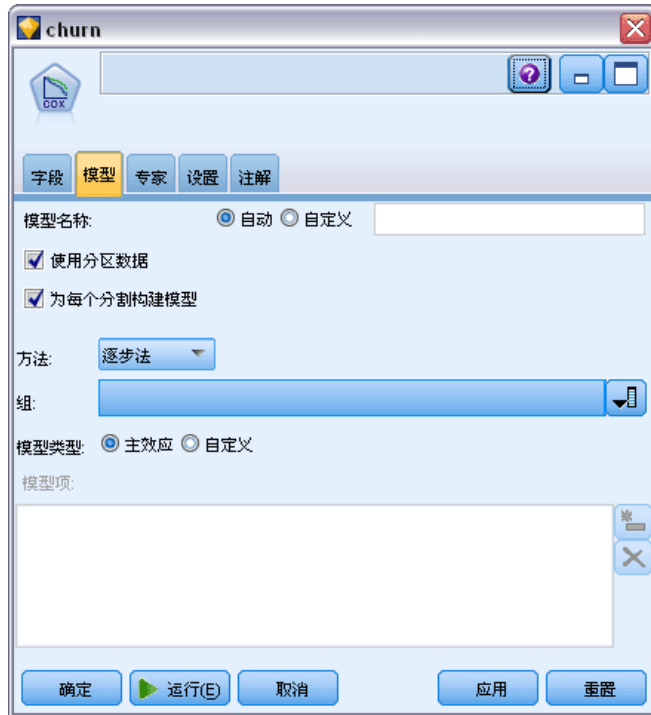 churn
COX
字段 模型 专家 设置 注解
模型名称: 自动 自定义
使用分区数据
为每个分割构建模型
方法: 逐步法
组:
模型类型: 主效应 自定义
模型项:
确定 运行(E) 取消 应用 重置